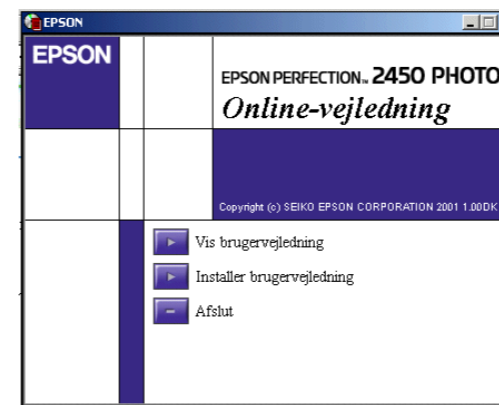 EPSON
EPSON
EPSON PERFECTION™ 2450 PHOTO
Online-vejledning
Copyright (c) SEIKO EPSON CORPORATION 2001 1.00DK
Vis brugervejledning
Installer brugervejledning
Afslut